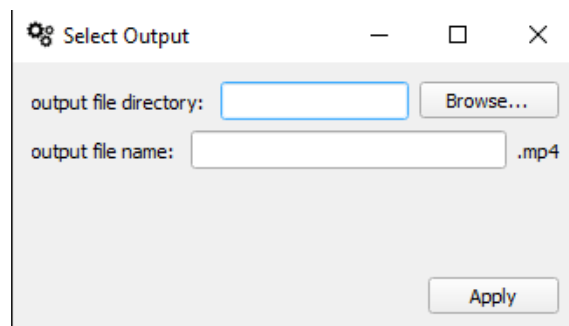 Select Output
output file directory: Browse...
output file name: .mp4
Apply